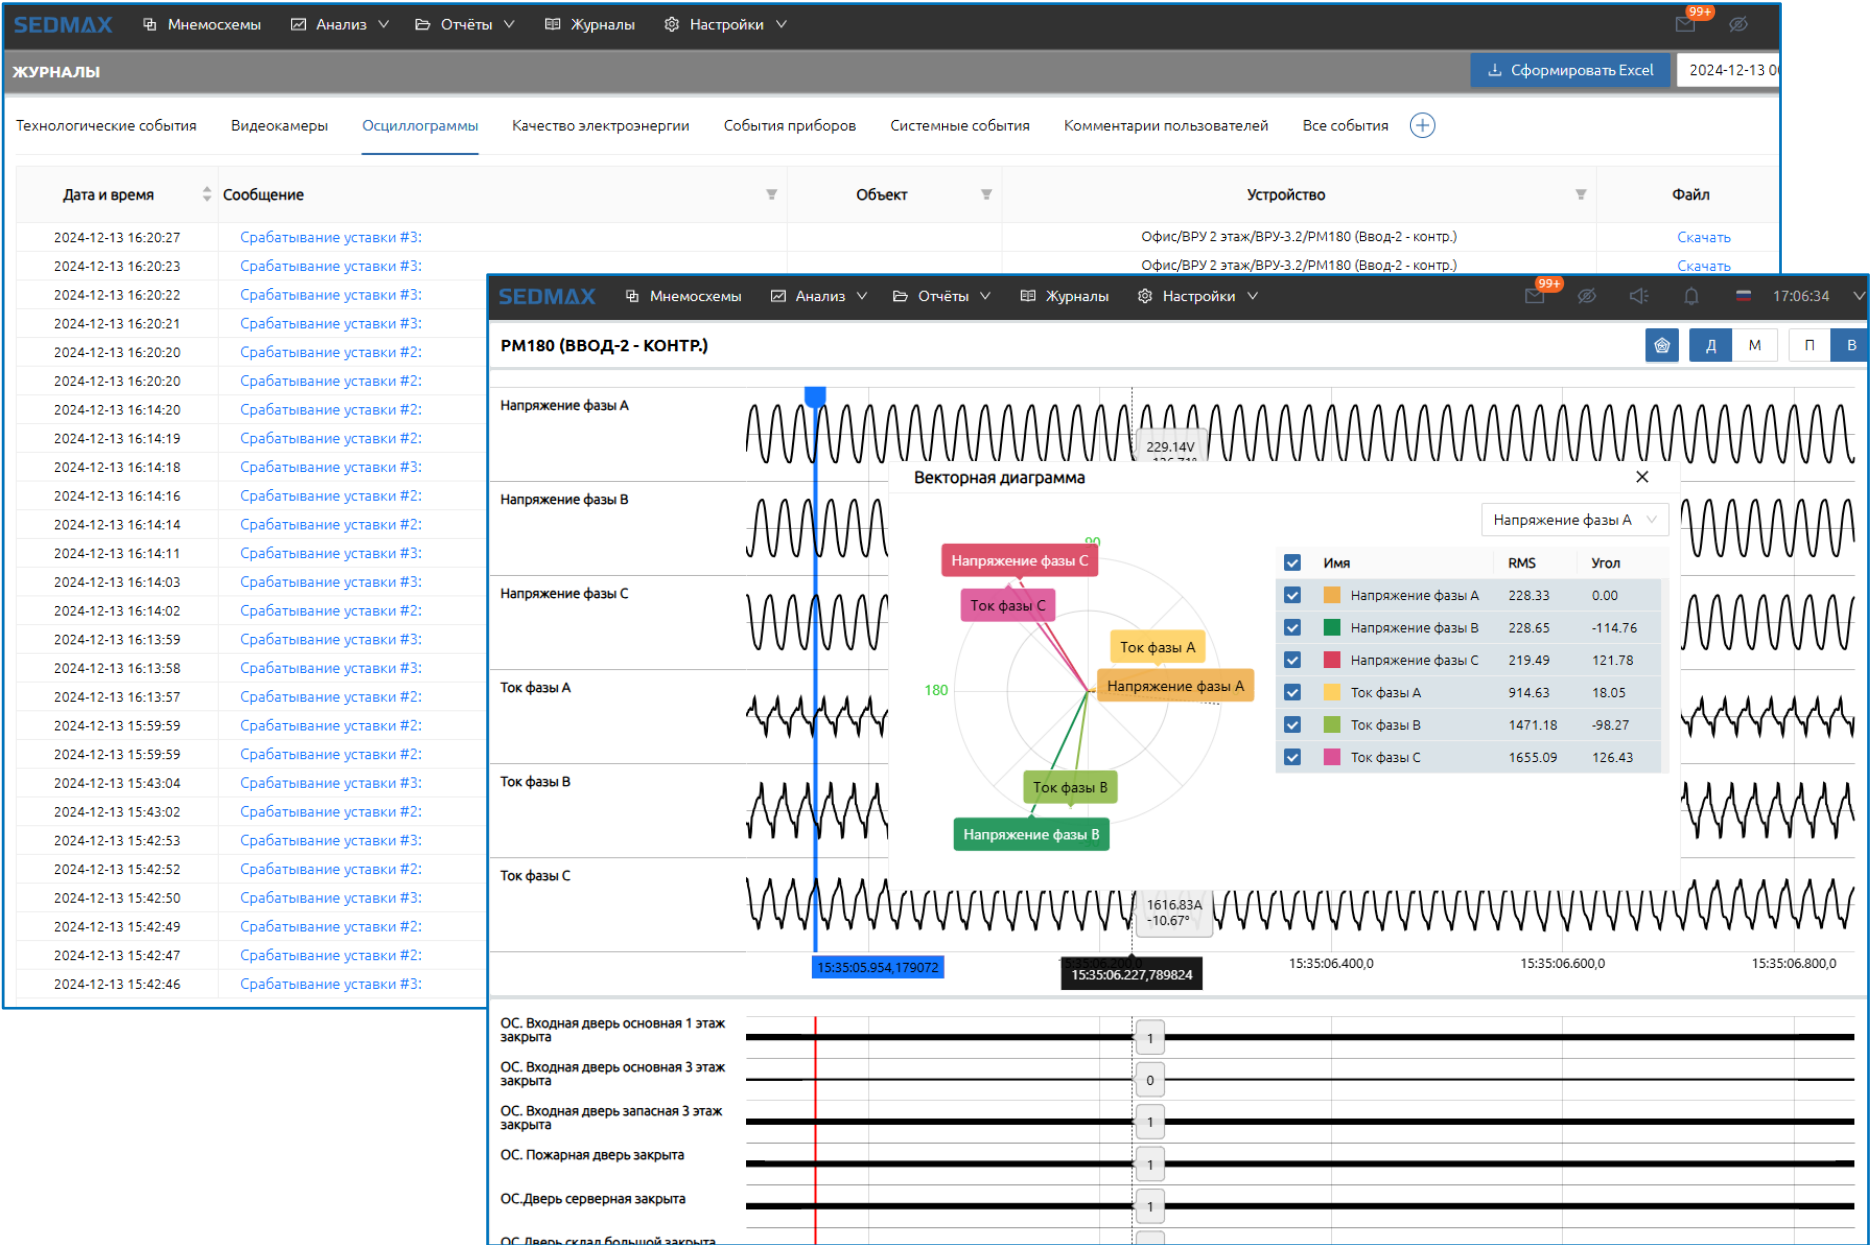 SEDMAX Мнемосхемы Анализ Отчёты Журналы Настройки 99+
ЖУРНАЛЫ Сформировать Excel 2024-12-13 0
Технологические события Видеокамеры Осциллограммы Качество электроэнергии События приборов Системные события Комментарии пользователей Все события
Дата и время Сообщение Объект Устройство Файл
2024-12-13 16:20:27 Срабатывание уставки #3: Офис/ВРУ 2 этаж/ВРУ-3.2/PM180 (Ввод-2 - контр.) Скачать
2024-12-13 16:20:23 Срабатывание уставки #3: Офис/ВРУ 2 этаж/ВРУ-3.2/PM180 (Ввод-2 - контр.) Скачать
2024-12-13 16:20:22 Срабатывание уставки #3:
2024-12-13 16:20:21 Срабатывание уставки #3:
2024-12-13 16:20:20 Срабатывание уставки #2:
2024-12-13 16:20:20 Срабатывание уставки #2:
2024-12-13 16:14:20 Срабатывание уставки #2:
2024-12-13 16:14:19 Срабатывание уставки #2:
2024-12-13 16:14:18 Срабатывание уставки #3:
2024-12-13 16:14:16 Срабатывание уставки #2:
2024-12-13 16:14:14 Срабатывание уставки #2:
2024-12-13 16:14:11 Срабатывание уставки #3:
2024-12-13 16:14:03 Срабатывание уставки #3:
2024-12-13 16:14:02 Срабатывание уставки #2:
2024-12-13 16:13:59 Срабатывание уставки #3:
2024-12-13 16:13:58 Срабатывание уставки #3:
2024-12-13 16:13:57 Срабатывание уставки #2:
2024-12-13 15:59:59 Срабатывание уставки #2:
2024-12-13 15:59:59 Срабатывание уставки #2:
2024-12-13 15:43:04 Срабатывание уставки #3:
2024-12-13 15:43:02 Срабатывание уставки #2:
2024-12-13 15:42:53 Срабатывание уставки #3:
2024-12-13 15:42:52 Срабатывание уставки #2:
2024-12-13 15:42:50 Срабатывание уставки #3:
2024-12-13 15:42:49 Срабатывание уставки #2:
2024-12-13 15:42:47 Срабатывание уставки #2:
2024-12-13 15:42:46 Срабатывание уставки #3:
SEDMAX Мнемосхемы Анализ Отчёты Журналы Настройки 99+ 17:06:34
PM180 (ВВОД-2 - КОНТР.) Д М П В
Напряжение фазы A
229.14V
Напряжение фазы B
Напряжение фазы C
Ток фазы A
Ток фазы B
Ток фазы C
1616.83A
-10.67°
Векторная диаграмма
Напряжение фазы A
90
180
Напряжение фазы C
Ток фазы C
Ток фазы A
Напряжение фазы A
Ток фазы B
Напряжение фазы B
Имя RMS Угол
Напряжение фазы A 228.33 0.00
Напряжение фазы B 228.65 -114.76
Напряжение фазы C 219.49 121.78
Ток фазы A 914.63 18.05
Ток фазы B 1471.18 -98.27
Ток фазы C 1655.09 126.43
15:35:05.954,179072 15:35:06.227,789824 15:35:06.400,0 15:35:06.600,0 15:35:06.800,0
ОС. Входная дверь основная 1 этаж
закрыта 1
ОС. Входная дверь основная 3 этаж
закрыта 0
ОС. Входная дверь запасная 3 этаж
закрыта 1
ОС. Пожарная дверь закрыта 1
ОС.Дверь серверная закрыта 1
ОС.Дверь склад большой закрыта